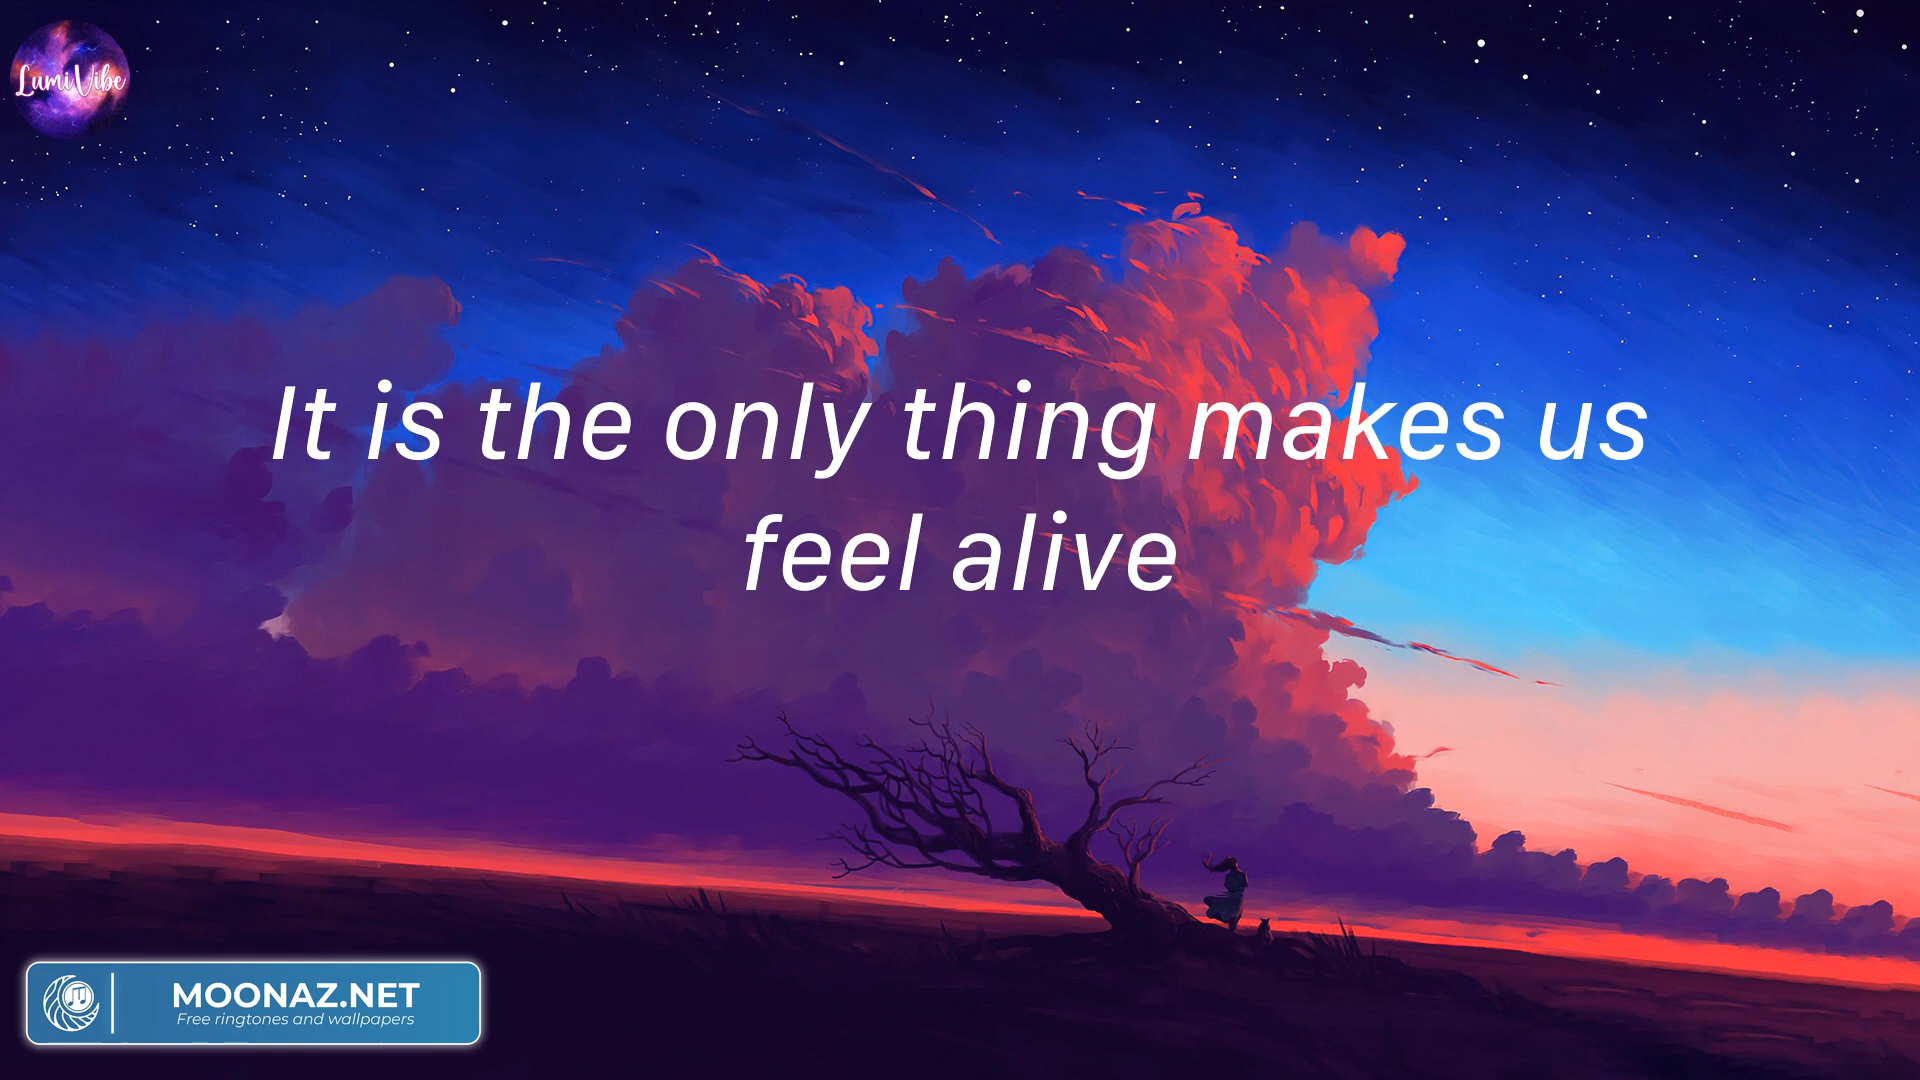 LumiVibe
It is the only thing makes us
feel alive
MOONAZ.NET
Free ringtones and wallpapers